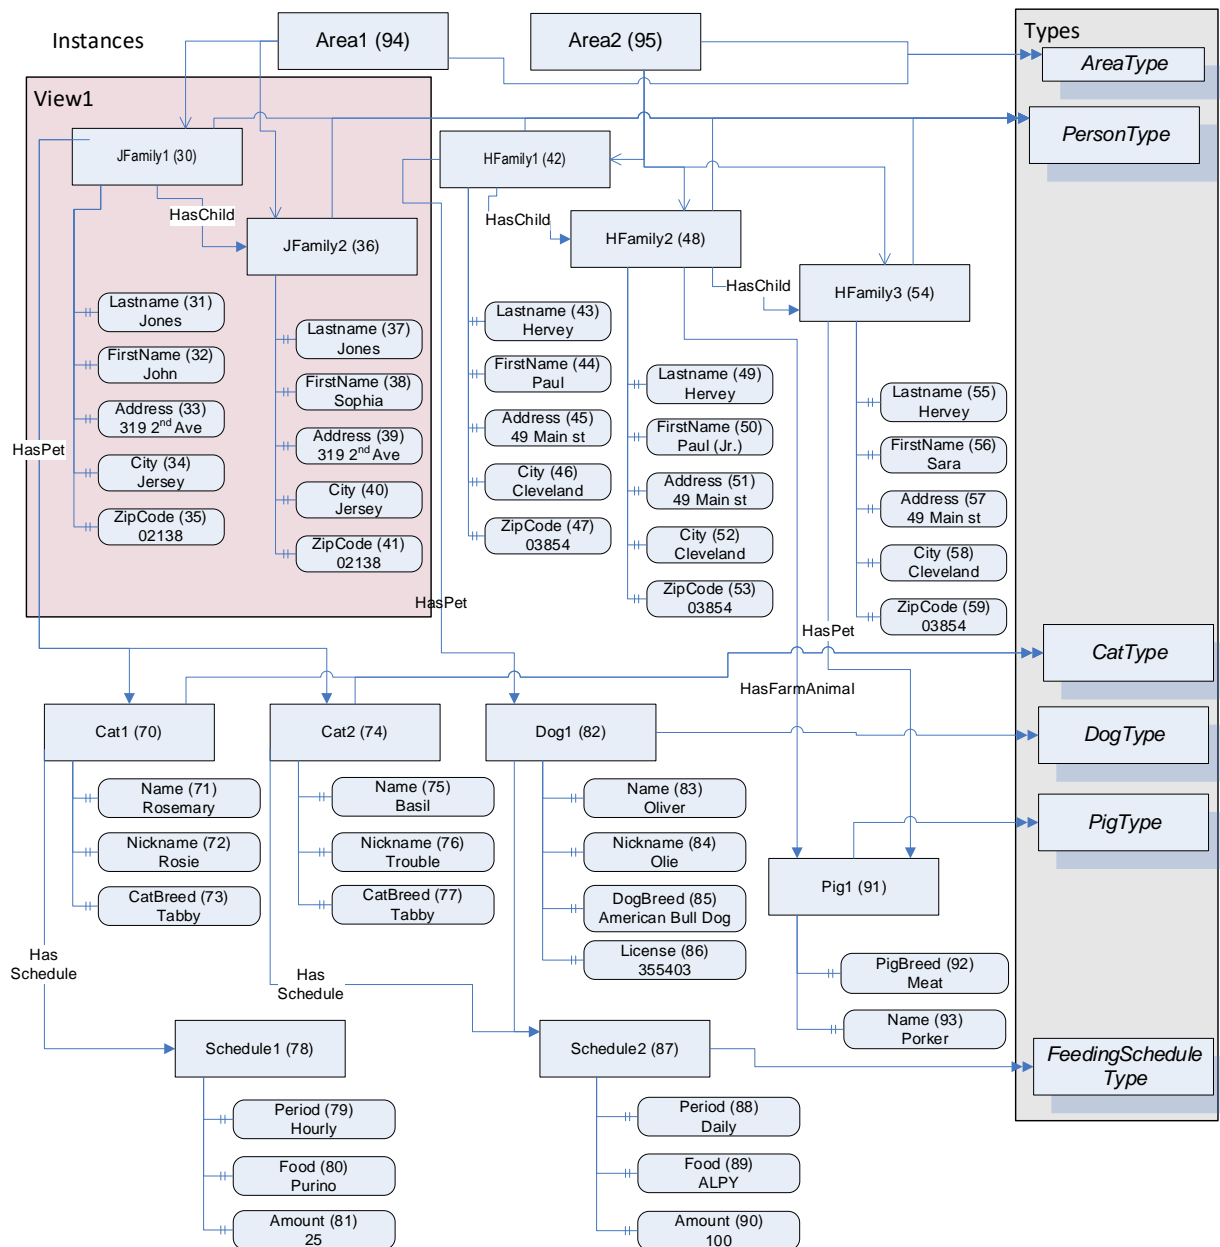 Instances
Area1 (94)
Area2 (95)
Types
AreaType
View1
PersonType
JFamily1 (30)
HFamily1 (42)
HasChild
HasChild
JFamily2 (36)
HFamily2 (48)
HasChild
HFamily3 (54)
Lastname (31)
Jones
FirstName (32)
John
Address (33)
319 2nd Ave
City (34)
Jersey
ZipCode (35)
02138
Lastname (37)
Jones
FirstName (38)
Sophia
Address (39)
319 2nd Ave
City (40)
Jersey
ZipCode (41)
02138
Lastname (43)
Hervey
FirstName (44)
Paul
Address (45)
49 Main st
City (46)
Cleveland
ZipCode (47)
03854
Lastname (49)
Hervey
FirstName (50)
Paul (Jr.)
Address (51)
49 Main st
City (52)
Cleveland
ZipCode (53)
03854
Lastname (55)
Hervey
FirstName (56)
Sara
Address (57
49 Main st
City (58)
Cleveland
ZipCode (59)
03854
HasPet
HasPet
HasPet
HasFarmAnimal
CatType
DogType
PigType
Cat1 (70)
Cat2 (74)
Dog1 (82)
Pig1 (91)
Name (71)
Rosemary
Nickname (72)
Rosie
CatBreed (73)
Tabby
Name (75)
Basil
Nickname (76)
Trouble
CatBreed (77)
Tabby
Name (83)
Oliver
Nickname (84)
Olie
DogBreed (85)
American Bull Dog
License (86)
355403
PigBreed (92)
Meat
Name (93)
Porker
Has
Schedule
Has
Schedule
Schedule1 (78)
Schedule2 (87)
FeedingSchedule
Type
Period (79)
Hourly
Food (80)
Purino
Amount (81)
25
Period (88)
Daily
Food (89)
ALPY
Amount (90)
100